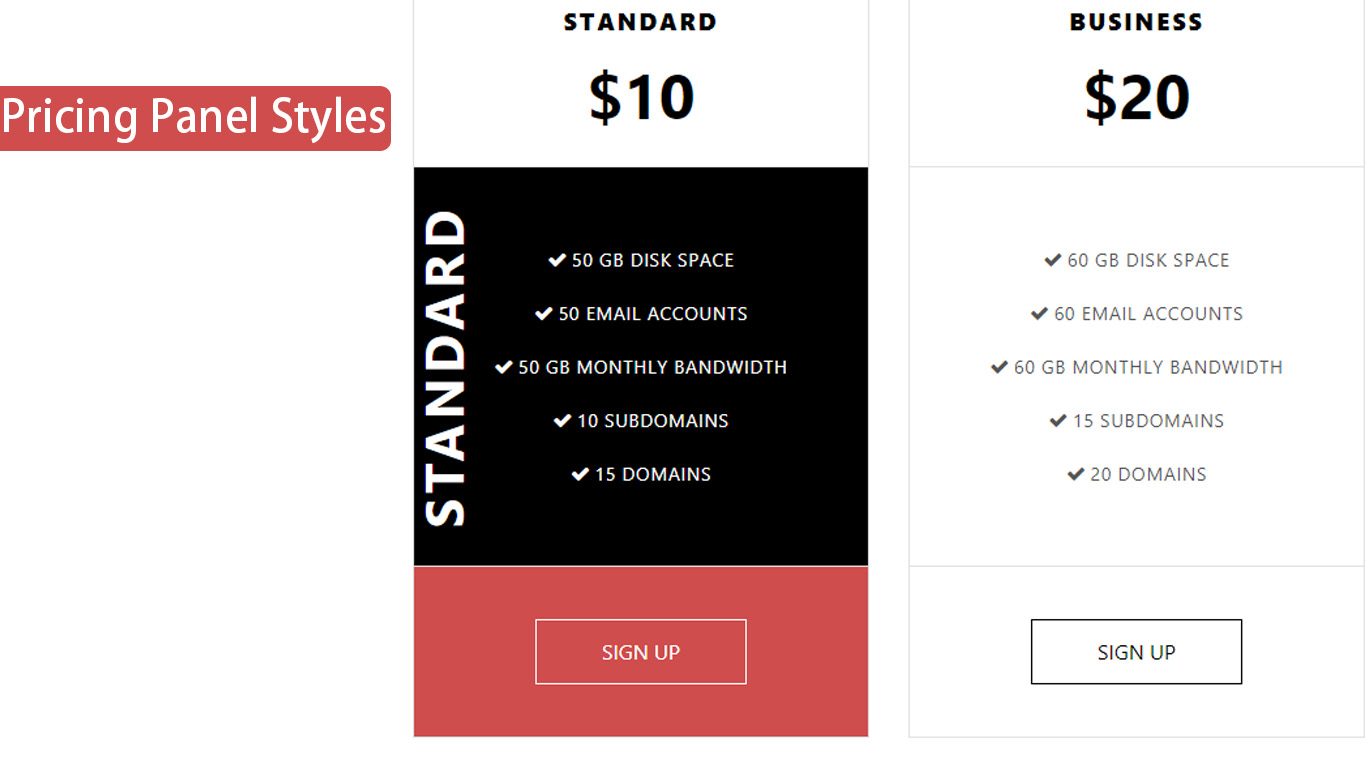 Pricing Panel Styles
STANDARD
$10
STANDARD
50 GB DISK SPACE
50 EMAIL ACCOUNTS
50 GB MONTHLY BANDWIDTH
10 SUBDOMAINS
15 DOMAINS
SIGN UP
BUSINESS
$20
60 GB DISK SPACE
60 EMAIL ACCOUNTS
60 GB MONTHLY BANDWIDTH
15 SUBDOMAINS
20 DOMAINS
SIGN UP